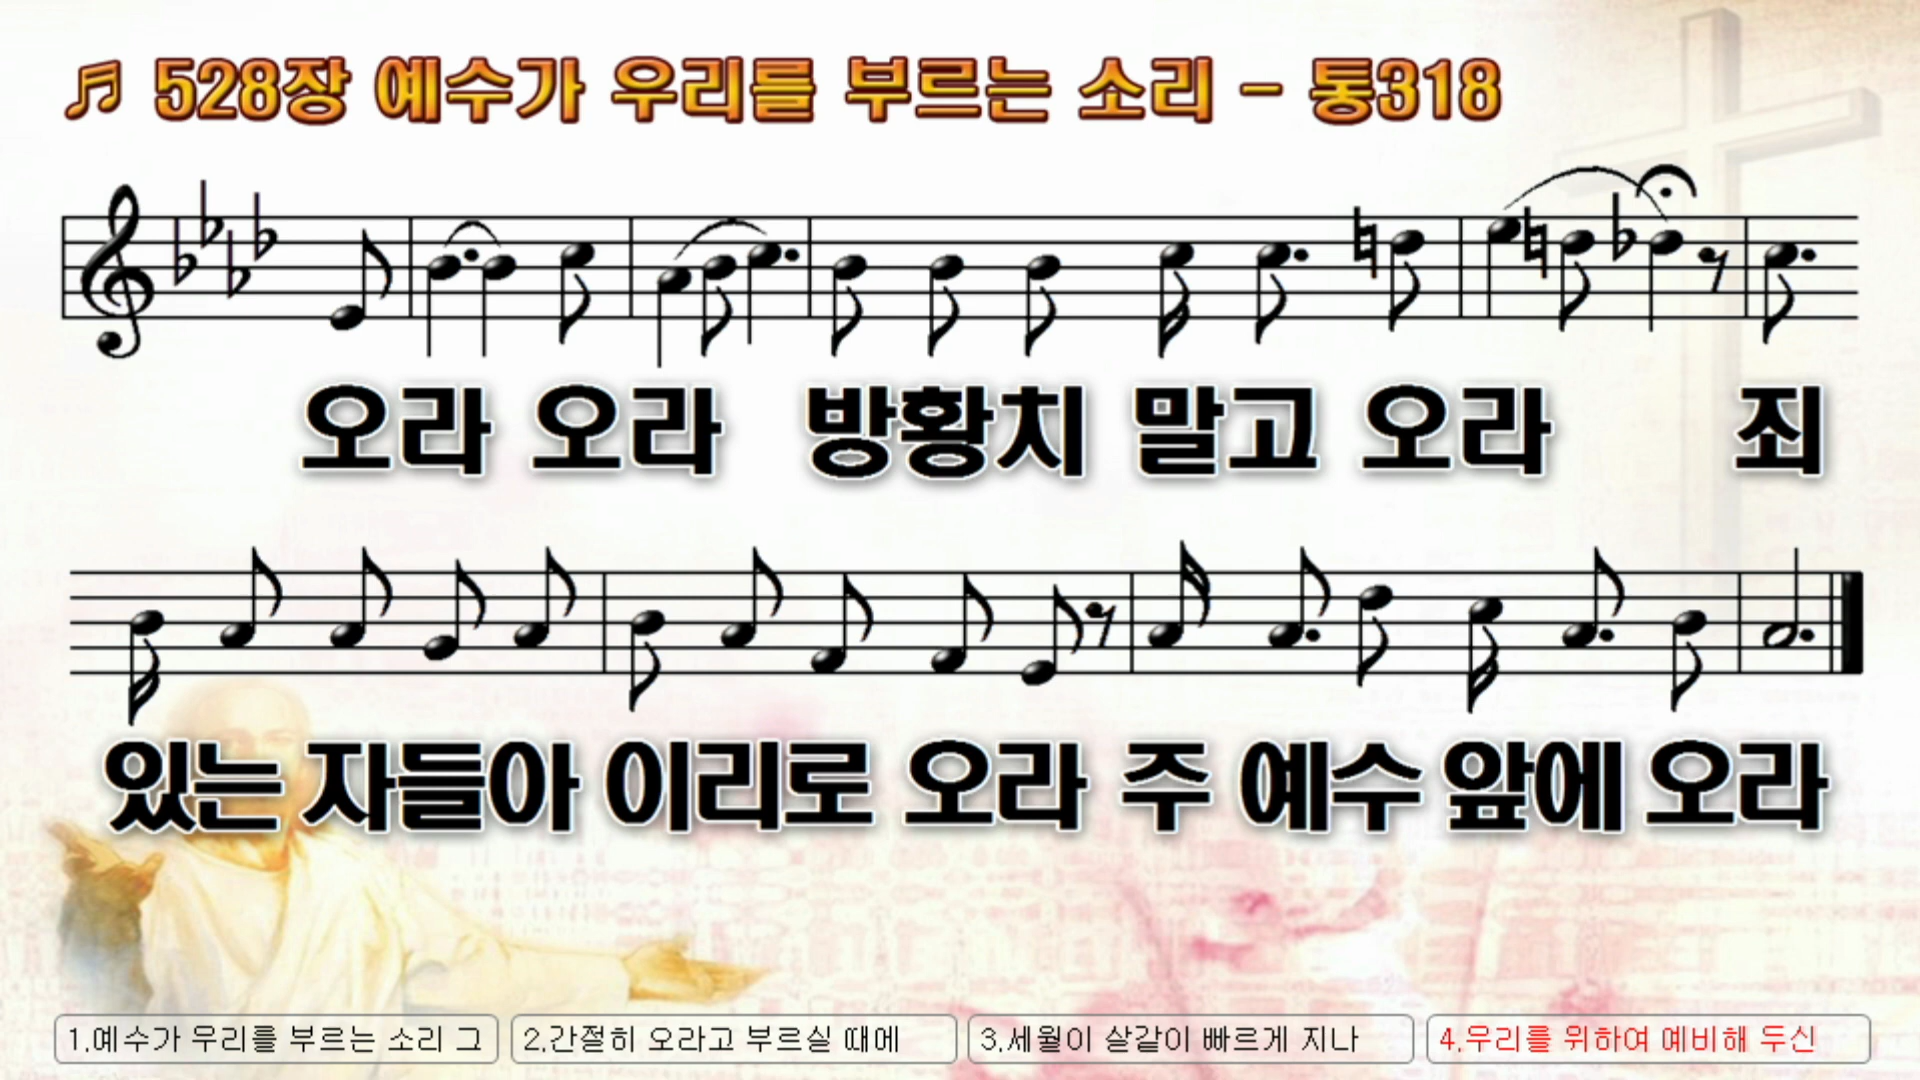 528장 예수가 우리를 부르는 소리 - 통318
오라 오라 방황치 말고 오라 죄
있는 자들아 이리로 오라 주 예수 앞에 오라
1.예수가 우리를 부르는 소리 그
2.간절히 오라고 부르실 때에
3.세월이 살같이 빠르게 지나
4.우리를 위하여 예비해 두신